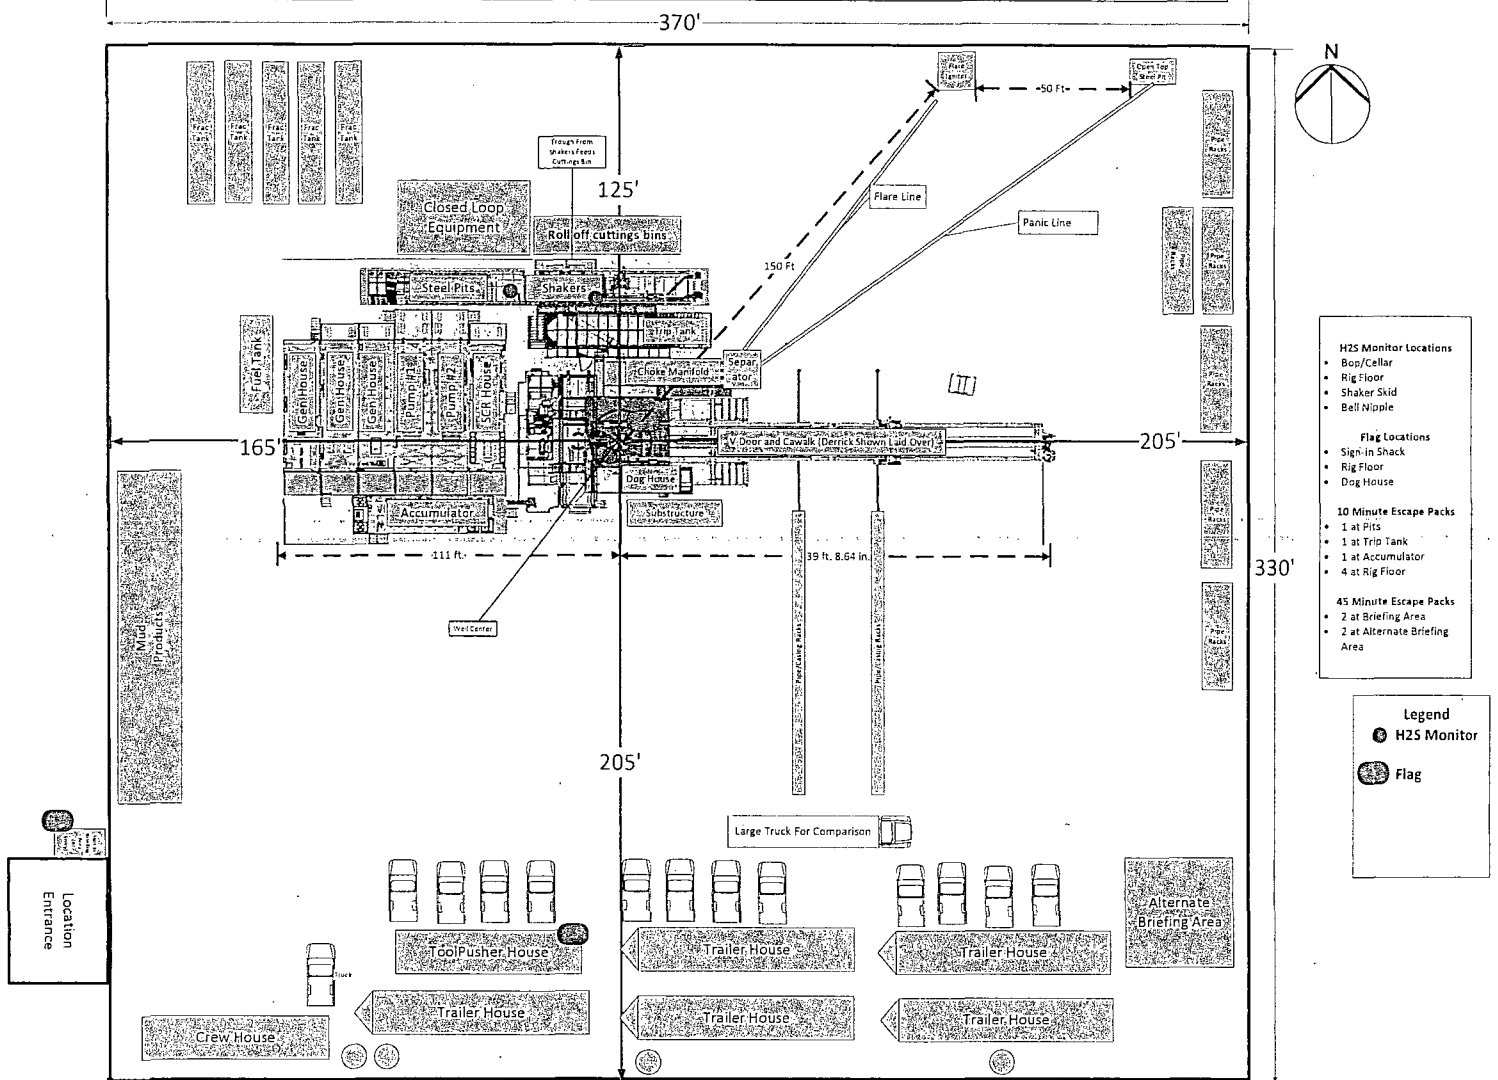 370'
N
Flare
Ignitor
Open Top
Steel Pit
50 Ft
Frac
Tank
Frac
Tank
Frac
Tank
Frac
Tank
Frac
Tank
Pipe
Racks
Trough From
Shakers Feeds
Cuttings Bin
125'
Flare Line
Panic Line
Closed Loop
Equipment
Roll off cuttings bins
Pipe
Racks
Pipe
Racks
150 Ft
Steel Pits
Shakers
Trip Tank
Fuel Tank
Gen House
Gen House
Gen House
Pump #1
Pump #2
SCR House
Choke Manifold
Separ
ator
Pipe
Racks
165'
V-Door and Cawalk (Derrick Shown Laid Over)
205'
Dog House
Accumulator
Substructure
Pipe
Racks
111 ft.
39 ft. 8.64 in.
330'
Mud
Products
Well Center
Pipe/Casing Racks
Pipe/Casing Racks
Pipe
Racks
205'
H2S Monitor Locations
• Bop/Cellar
• Rig Floor
• Shaker Skid
• Bell Nipple
Flag Locations
• Sign-in Shack
• Rig Floor
• Dog House
10 Minute Escape Packs
• 1 at Pits
• 1 at Trip Tank
• 1 at Accumulator
• 4 at Rig Floor
45 Minute Escape Packs
• 2 at Briefing Area
• 2 at Alternate Briefing
Area
Legend
H2S Monitor
Flag
Large Truck For Comparison
Location
Entrance
Alternate
Briefing Area
ToolPusher House
Trailer House
Trailer House
Truck
Trailer House
Trailer House
Trailer House
Crew House